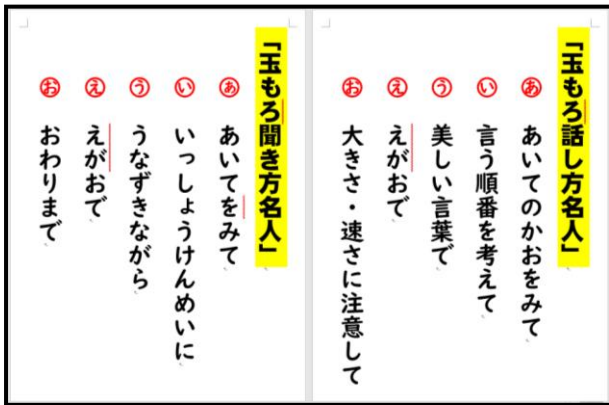 「玉もろ話し方名人」
あ あいてのかおをみて
い 言う順番を考えて
う 美しい言葉で
え えがおで
お 大きさ・速さに注意して
「玉もろ聞き方名人」
あ あいてをみて
い いっしょうけんめいに
う うなずきながら
え えがおで
お おわりまで